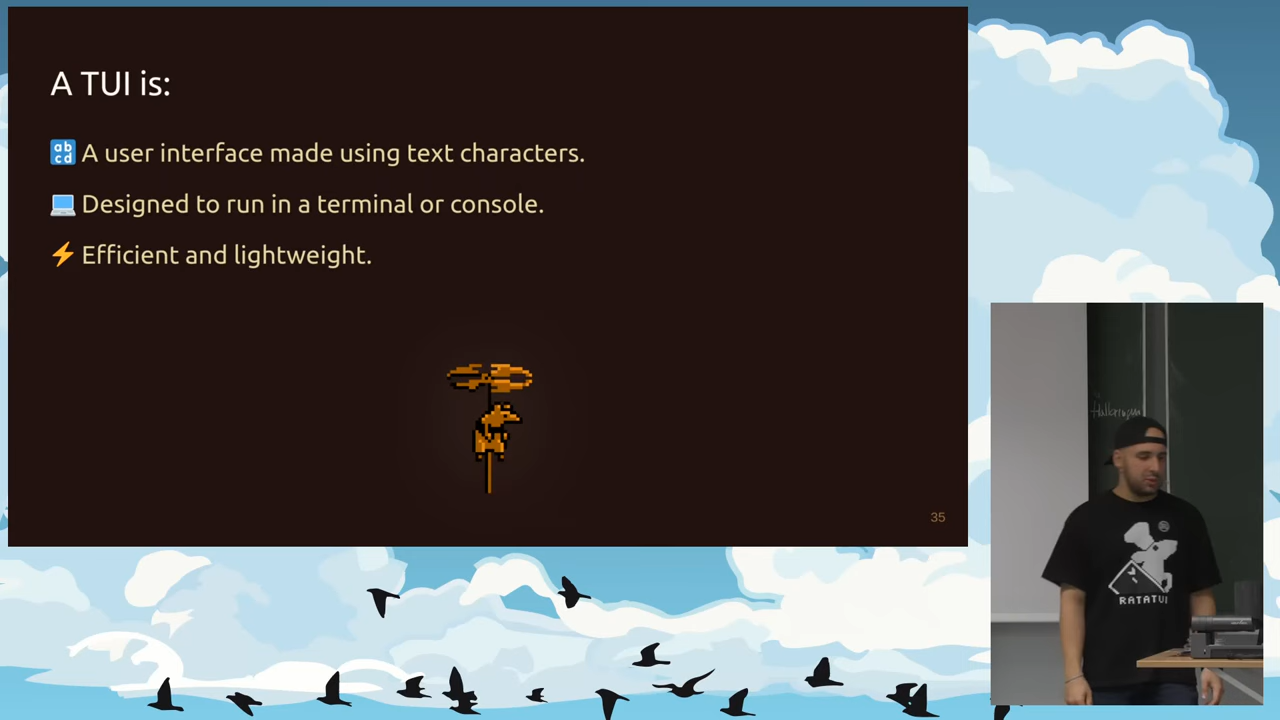 A TUI is:
🔡 A user interface made using text characters.
💻 Designed to run in a terminal or console.
⚡ Efficient and lightweight.
35
RATATUI